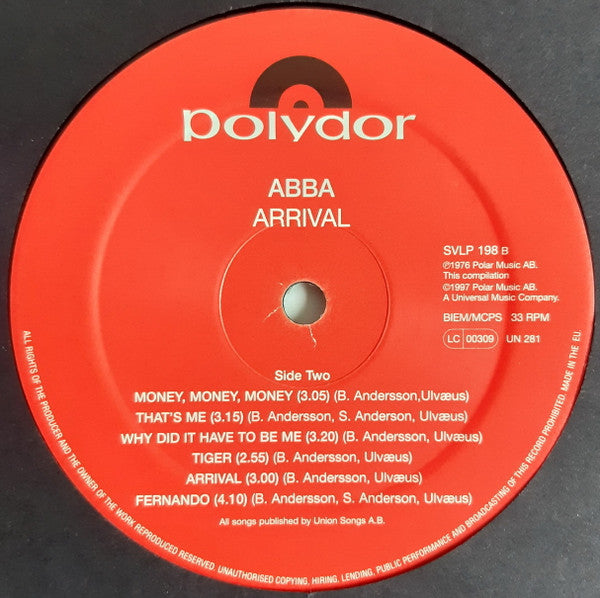 polydor
ABBA
ARRIVAL
SVLP 198 B
℗1976 Polar Music AB.
This compilation
©1997 Polar Music AB.
A Universal Music Company.
BIEM/MCPS 33 RPM
LC 00309 UN 281
Side Two
MONEY, MONEY, MONEY (3.05) (B. Andersson,Ulvæus)
THAT'S ME (3.15) (B. Andersson, S. Andersson, Ulvæus)
WHY DID IT HAVE TO BE ME (3.20) (B. Andersson, Ulvæus)
TIGER (2.55) (B. Andersson, Ulvæus)
ARRIVAL (3.00) (B. Andersson, Ulvæus)
FERNANDO (4.10) (B. Andersson, S. Andersson, Ulvæus)
All songs published by Union Songs A.B.
ALL RIGHTS OF THE PRODUCER AND THE OWNER OF THE WORK REPRODUCED RESERVED. UNAUTHORISED COPYING, HIRING, LENDING, PUBLIC PERFORMANCE AND BROADCASTING OF THIS RECORD PROHIBITED. MADE IN THE EU.